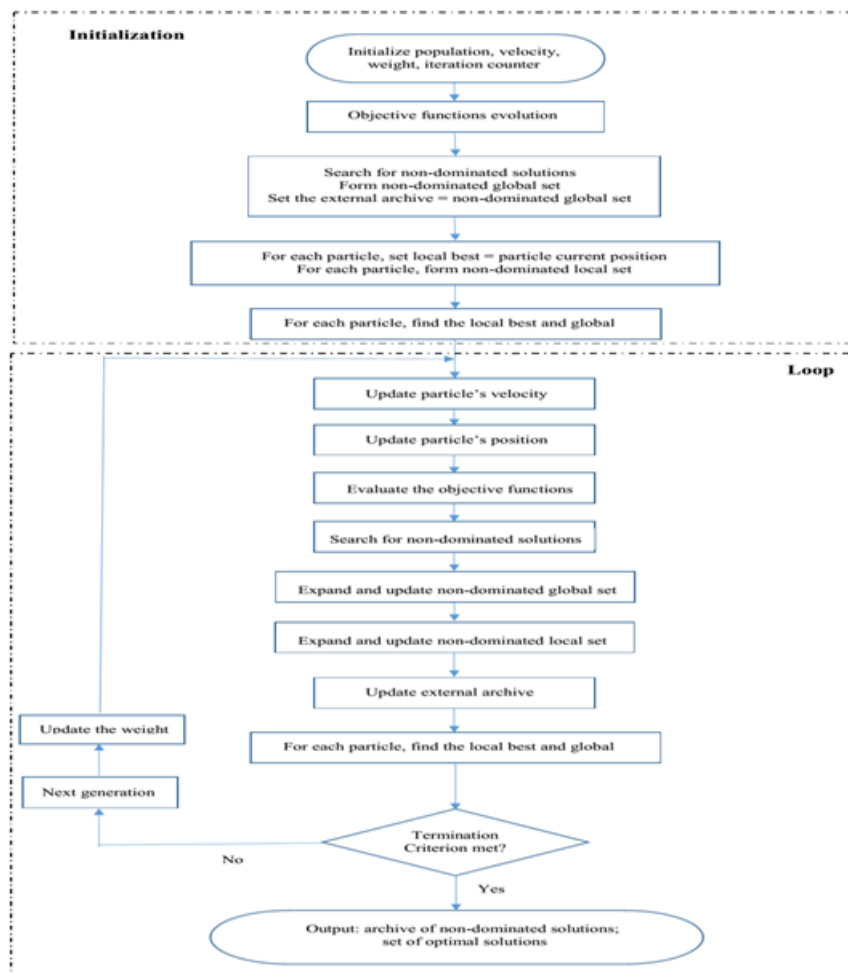 Initialization
Initialize population, velocity,
weight, iteration counter
Objective functions evolution
Search for non-dominated solutions
Form non-dominated global set
Set the external archive = non-dominated global set
For each particle, set local best = particle current position
For each particle, form non-dominated local set
For each particle, find the local best and global
Loop
Update particle's velocity
Update particle's position
Evaluate the objective functions
Search for non-dominated solutions
Expand and update non-dominated global set
Expand and update non-dominated local set
Update external archive
For each particle, find the local best and global
Update the weight
Next generation
Termination
Criterion met?
No
Yes
Output: archive of non-dominated solutions;
set of optimal solutions